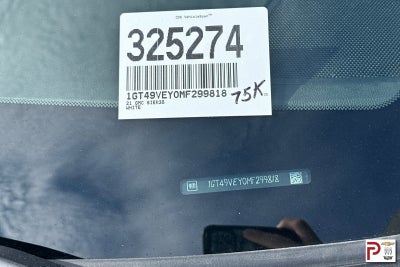 325274
1GT49VEY0MF299818
21 GMC SIERRA
WHITE
75K
1GT49VEY0MF299818
P